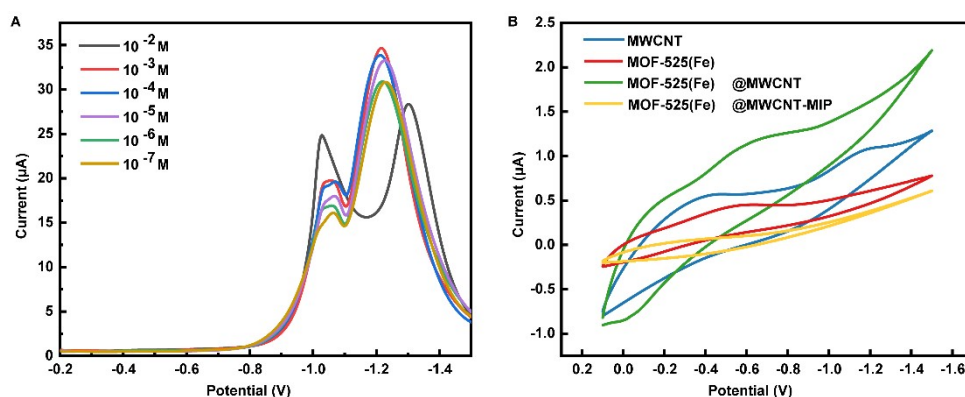 A
35
30
25
20
15
10
5
0
Current (μA)
10 -2 M
10 -3 M
10 -4 M
10 -5 M
10 -6 M
10 -7 M
-0.2 -0.4 -0.6 -0.8 -1.0 -1.2 -1.4
Potential (V)
B
2.5
2.0
1.5
1.0
0.5
0.0
-0.5
-1.0
Current (μA)
MWCNT
MOF-525(Fe)
MOF-525(Fe) @MWCNT
MOF-525(Fe) @MWCNT-MIP
0.2 0.0 -0.2 -0.4 -0.6 -0.8 -1.0 -1.2 -1.4 -1.6
Potential (V)